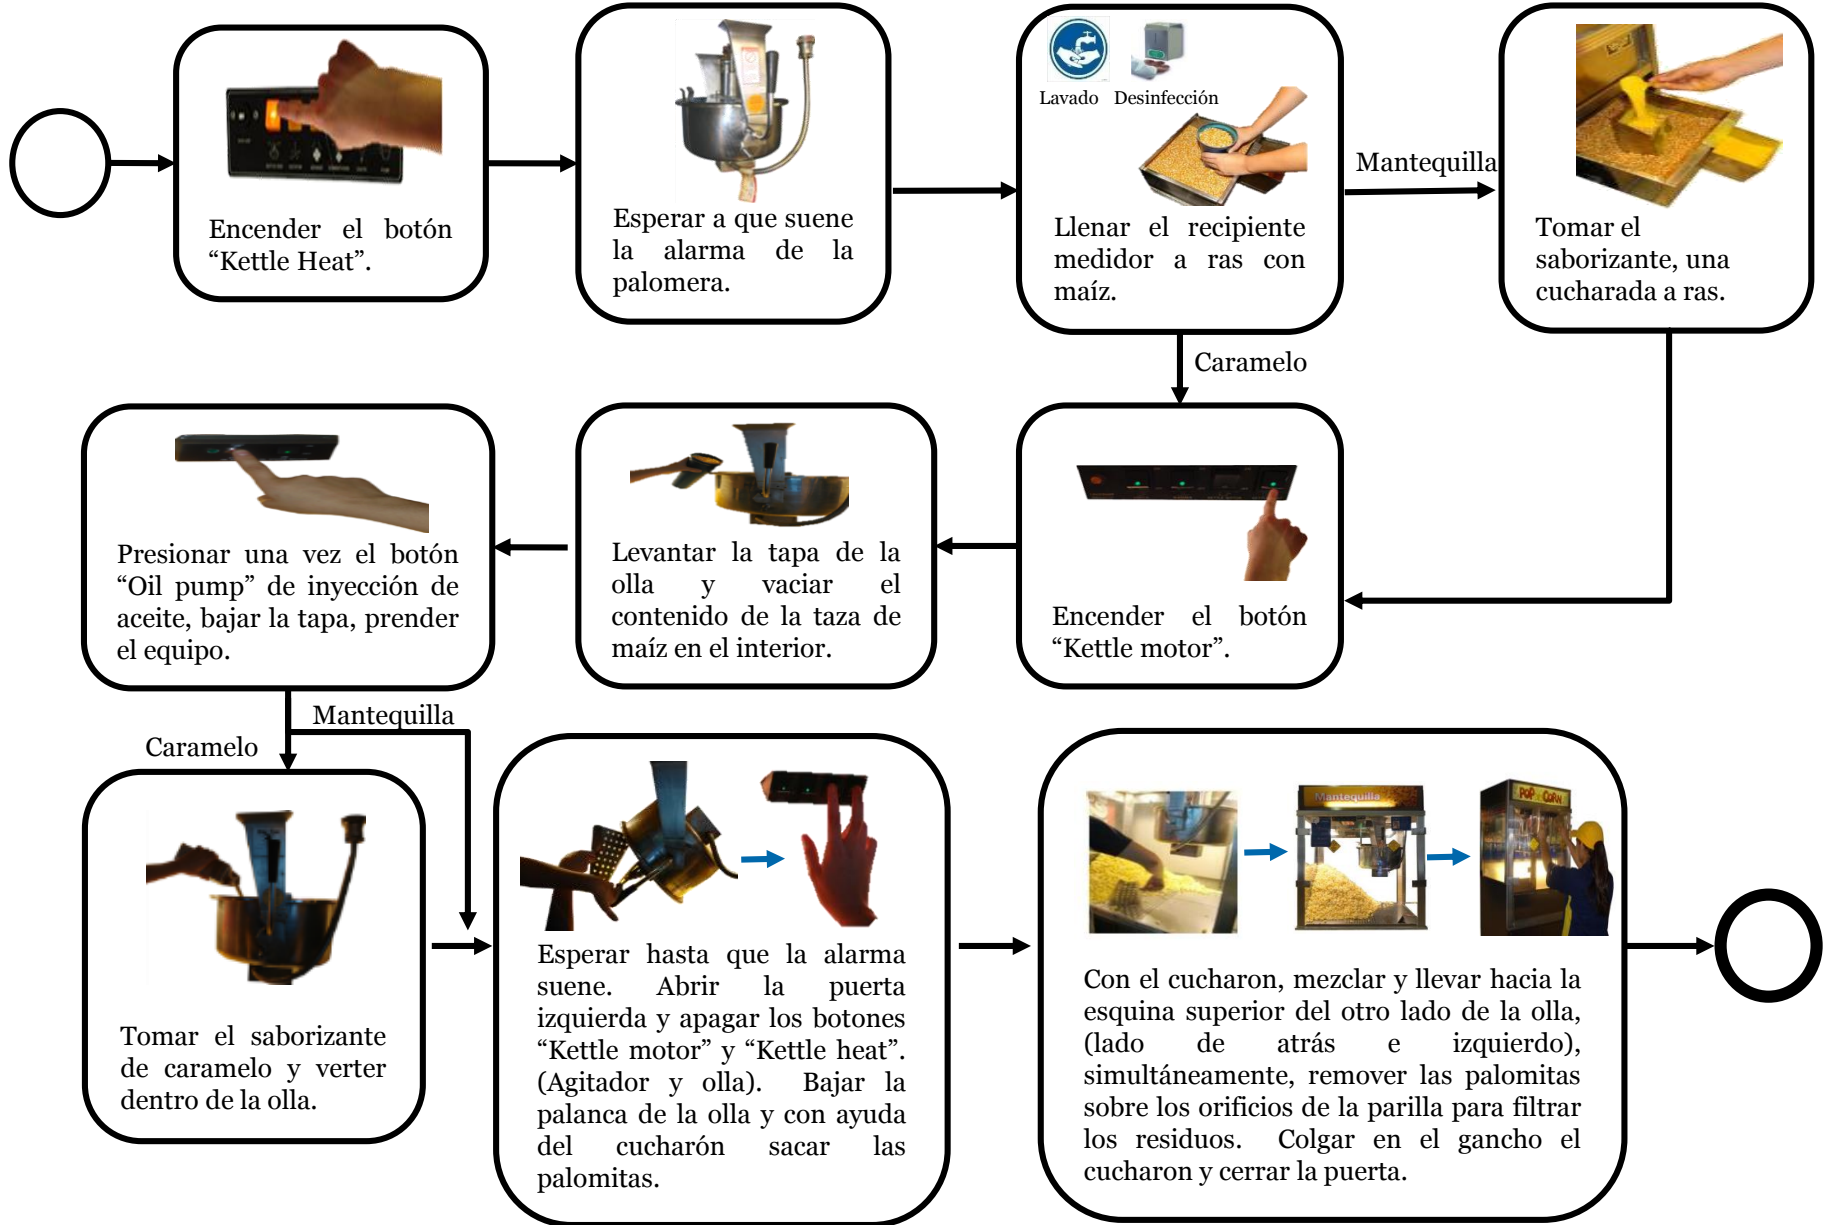 Lavado Desinfección
Encender el botón
“Kettle Heat”.
Esperar a que suene
la alarma de la
palomera.
Llenar el recipiente
medidor a ras con
maíz.
Mantequilla
Tomar el
saborizante, una
cucharada a ras.
Caramelo
Presionar una vez el botón
“Oil pump” de inyección de
aceite, bajar la tapa, prender
el equipo.
Levantar la tapa de la
olla y vaciar el
contenido de la taza de
maíz en el interior.
Encender el botón
“Kettle motor”.
Mantequilla
Caramelo
Tomar el saborizante
de caramelo y verter
dentro de la olla.
Esperar hasta que la alarma
suene. Abrir la puerta
izquierda y apagar los botones
“Kettle motor” y “Kettle heat”.
(Agitador y olla). Bajar la
palanca de la olla y con ayuda
del cucharón sacar las
palomitas.
Mantequilla
POP CORN
Con el cucharon, mezclar y llevar hacia la
esquina superior del otro lado de la olla,
(lado de atrás e izquierdo),
simultáneamente, remover las palomitas
sobre los orificios de la parilla para filtrar
los residuos. Colgar en el gancho el
cucharon y cerrar la puerta.